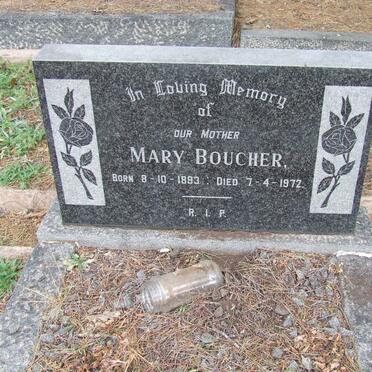 In Loving Memory
of
OUR MOTHER
MARY BOUCHER,
BORN 8-10-1893 : DIED 7-4-1972.
R. I. P.